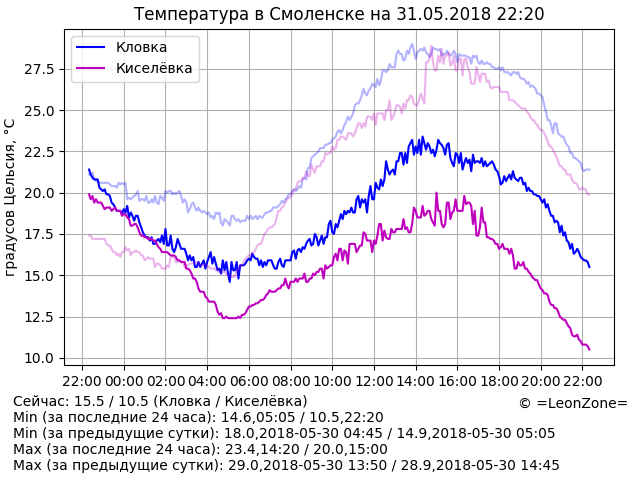 Температура в Смоленске на 31.05.2018 22:20
Кловка
Киселёвка
градусов Цельсия, °C
27.5
25.0
22.5
20.0
17.5
15.0
12.5
10.0
22:00 00:00 02:00 04:00 06:00 08:00 10:00 12:00 14:00 16:00 18:00 20:00 22:00
Сейчас: 15.5 / 10.5 (Кловка / Киселёвка)
© =LeonZone=
Min (за последние 24 часа): 14.6,05:05 / 10.5,22:20
Min (за предыдущие сутки): 18.0,2018-05-30 04:45 / 14.9,2018-05-30 05:05
Max (за последние 24 часа): 23.4,14:20 / 20.0,15:00
Max (за предыдущие сутки): 29.0,2018-05-30 13:50 / 28.9,2018-05-30 14:45